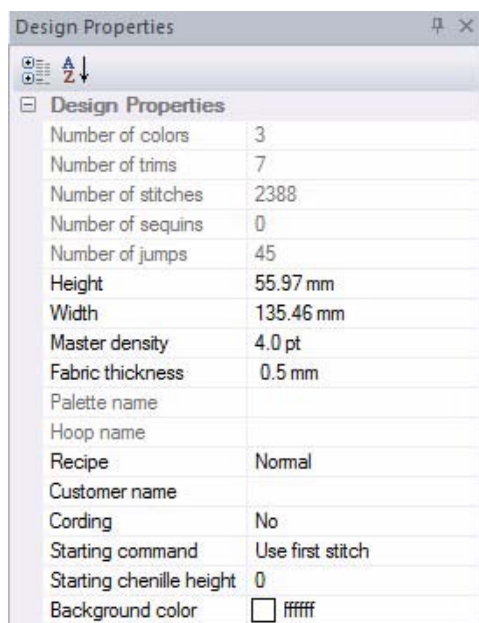 Design Properties
A Z
Design Properties
Number of colors 3
Number of trims 7
Number of stitches 2388
Number of sequins 0
Number of jumps 45
Height 55.97 mm
Width 135.46 mm
Master density 4.0 pt
Fabric thickness 0.5 mm
Palette name
Hoop name
Recipe Normal
Customer name
Cording No
Starting command Use first stitch
Starting chenille height 0
Background color ffffff